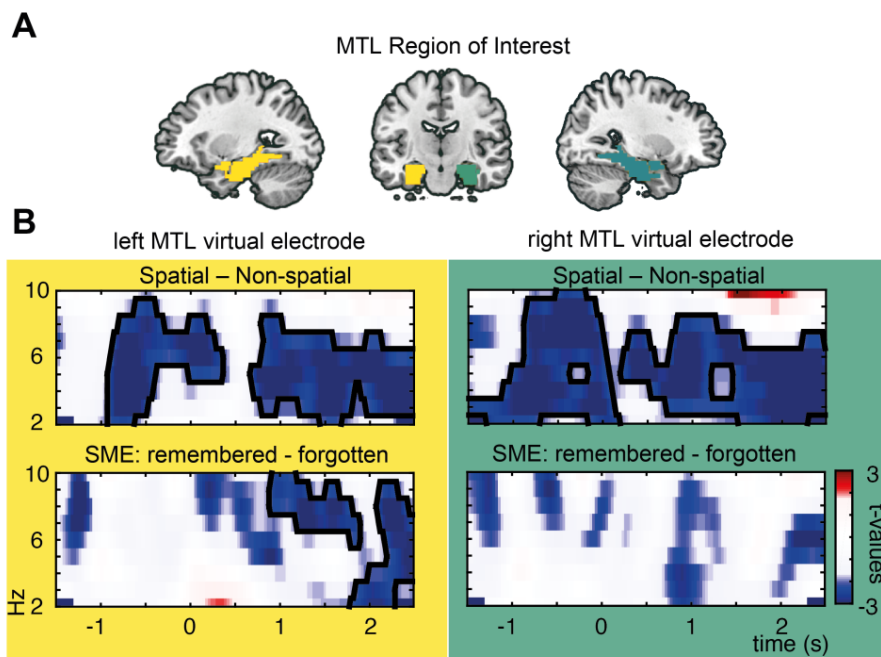 A
MTL Region of Interest
B
left MTL virtual electrode
right MTL virtual electrode
Spatial – Non-spatial
Spatial – Non-spatial
10
6
2
SME: remembered - forgotten
SME: remembered - forgotten
10
6
2
Hz
3
t-values
-3
-1 0 1 2
-1 0 1 2
time (s)